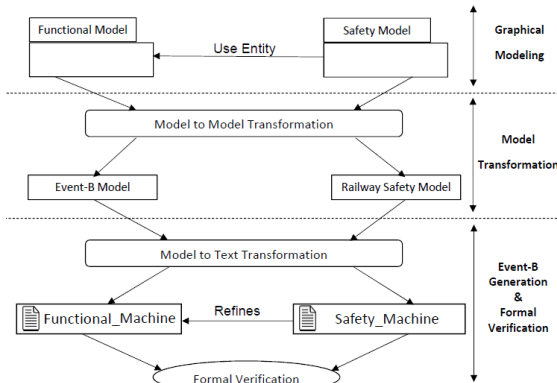 Functional Model
Safety Model
Use Entity
Graphical
Modeling
Model to Model Transformation
Model
Transformation
Event-B Model
Railway Safety Model
Model to Text Transformation
Event-B
Generation
&
Formal
Verification
Functional_Machine
Refines
Safety_Machine
Formal Verification